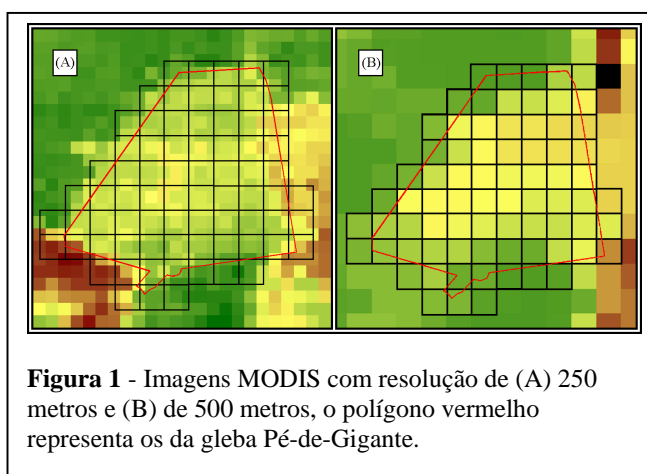 (A) (B)
Figura 1 - Imagens MODIS com resolução de (A) 250
metros e (B) de 500 metros, o polígono vermelho
representa os da gleba Pé-de-Gigante.